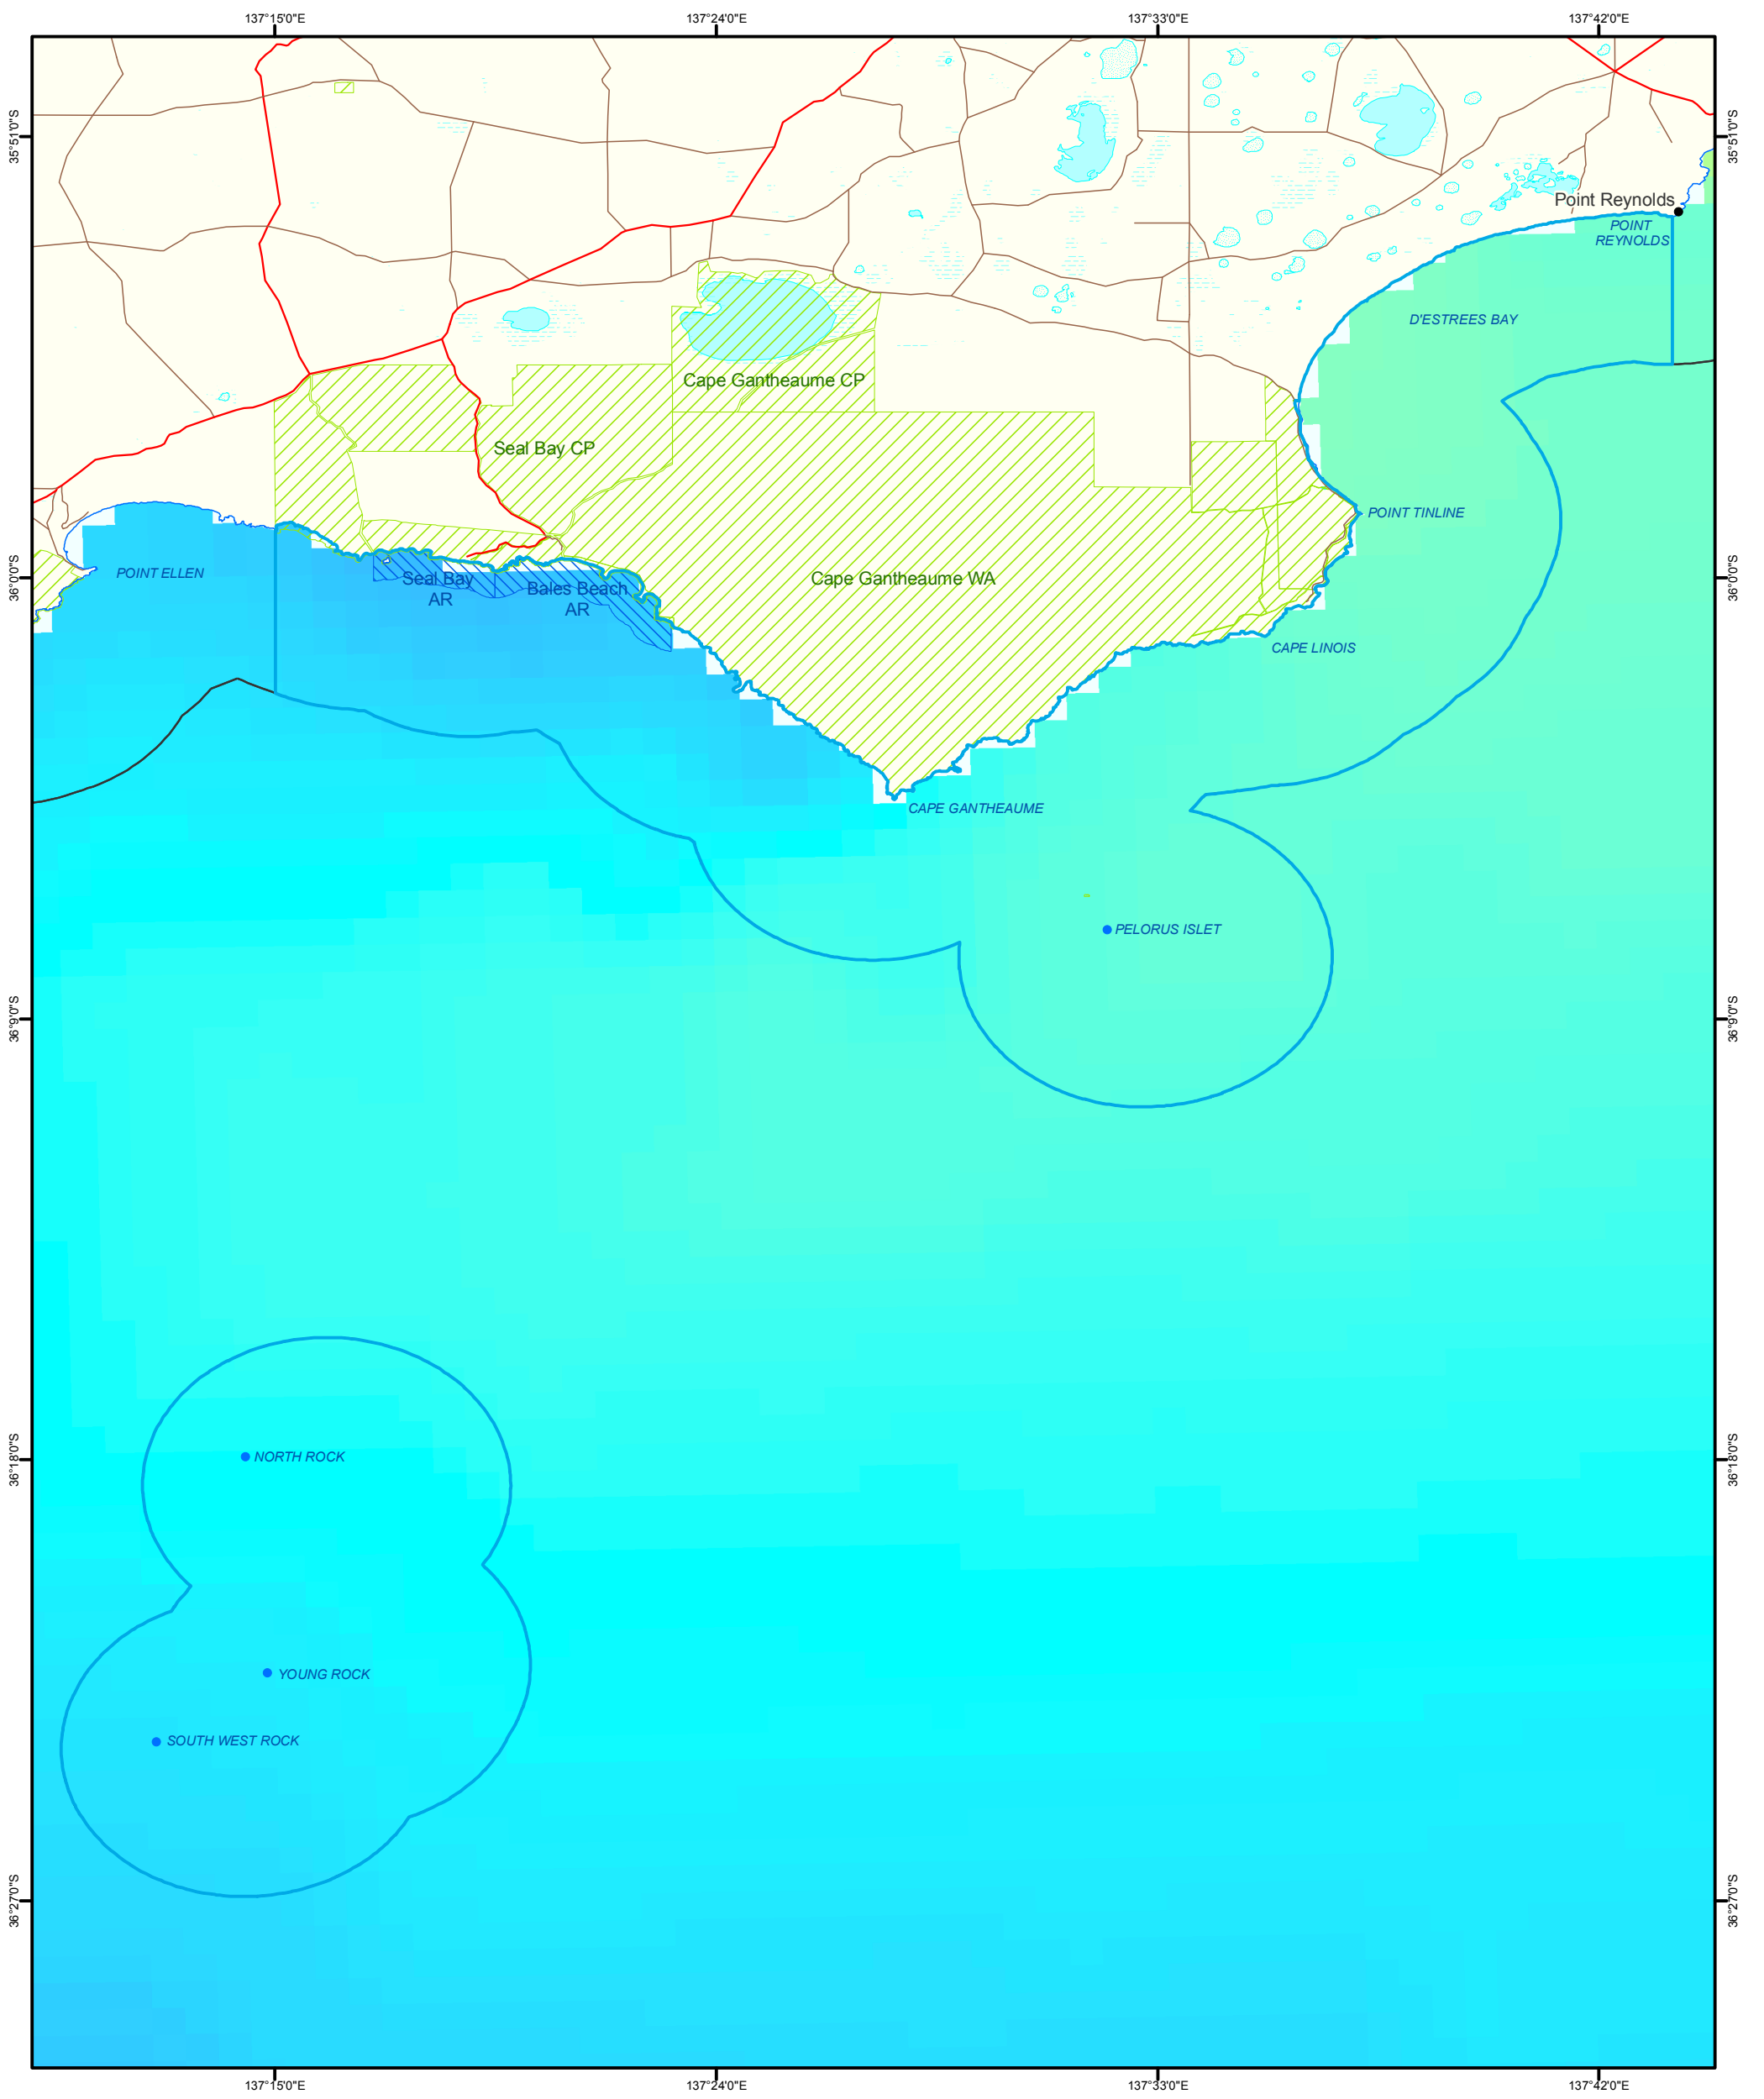 137°15'0"E
137°24'0"E
137°33'0"E
137°42'0"E
35°51'0"S
35°51'0"S
Point Reynolds
POINT
REYNOLDS
D'ESTREES BAY
Cape Gantheaume CP
Seal Bay CP
POINT TINLINE
POINT ELLEN
36°0'0"S
Seal Bay
AR
Bales Beach
AR
Cape Gantheaume WA
36°0'0"S
CAPE LINOIS
CAPE GANTHEAUME
PELORUS ISLET
36°9'0"S
36°9'0"S
NORTH ROCK
36°18'0"S
36°18'0"S
YOUNG ROCK
SOUTH WEST ROCK
36°27'0"S
36°27'0"S
137°15'0"E
137°24'0"E
137°33'0"E
137°42'0"E